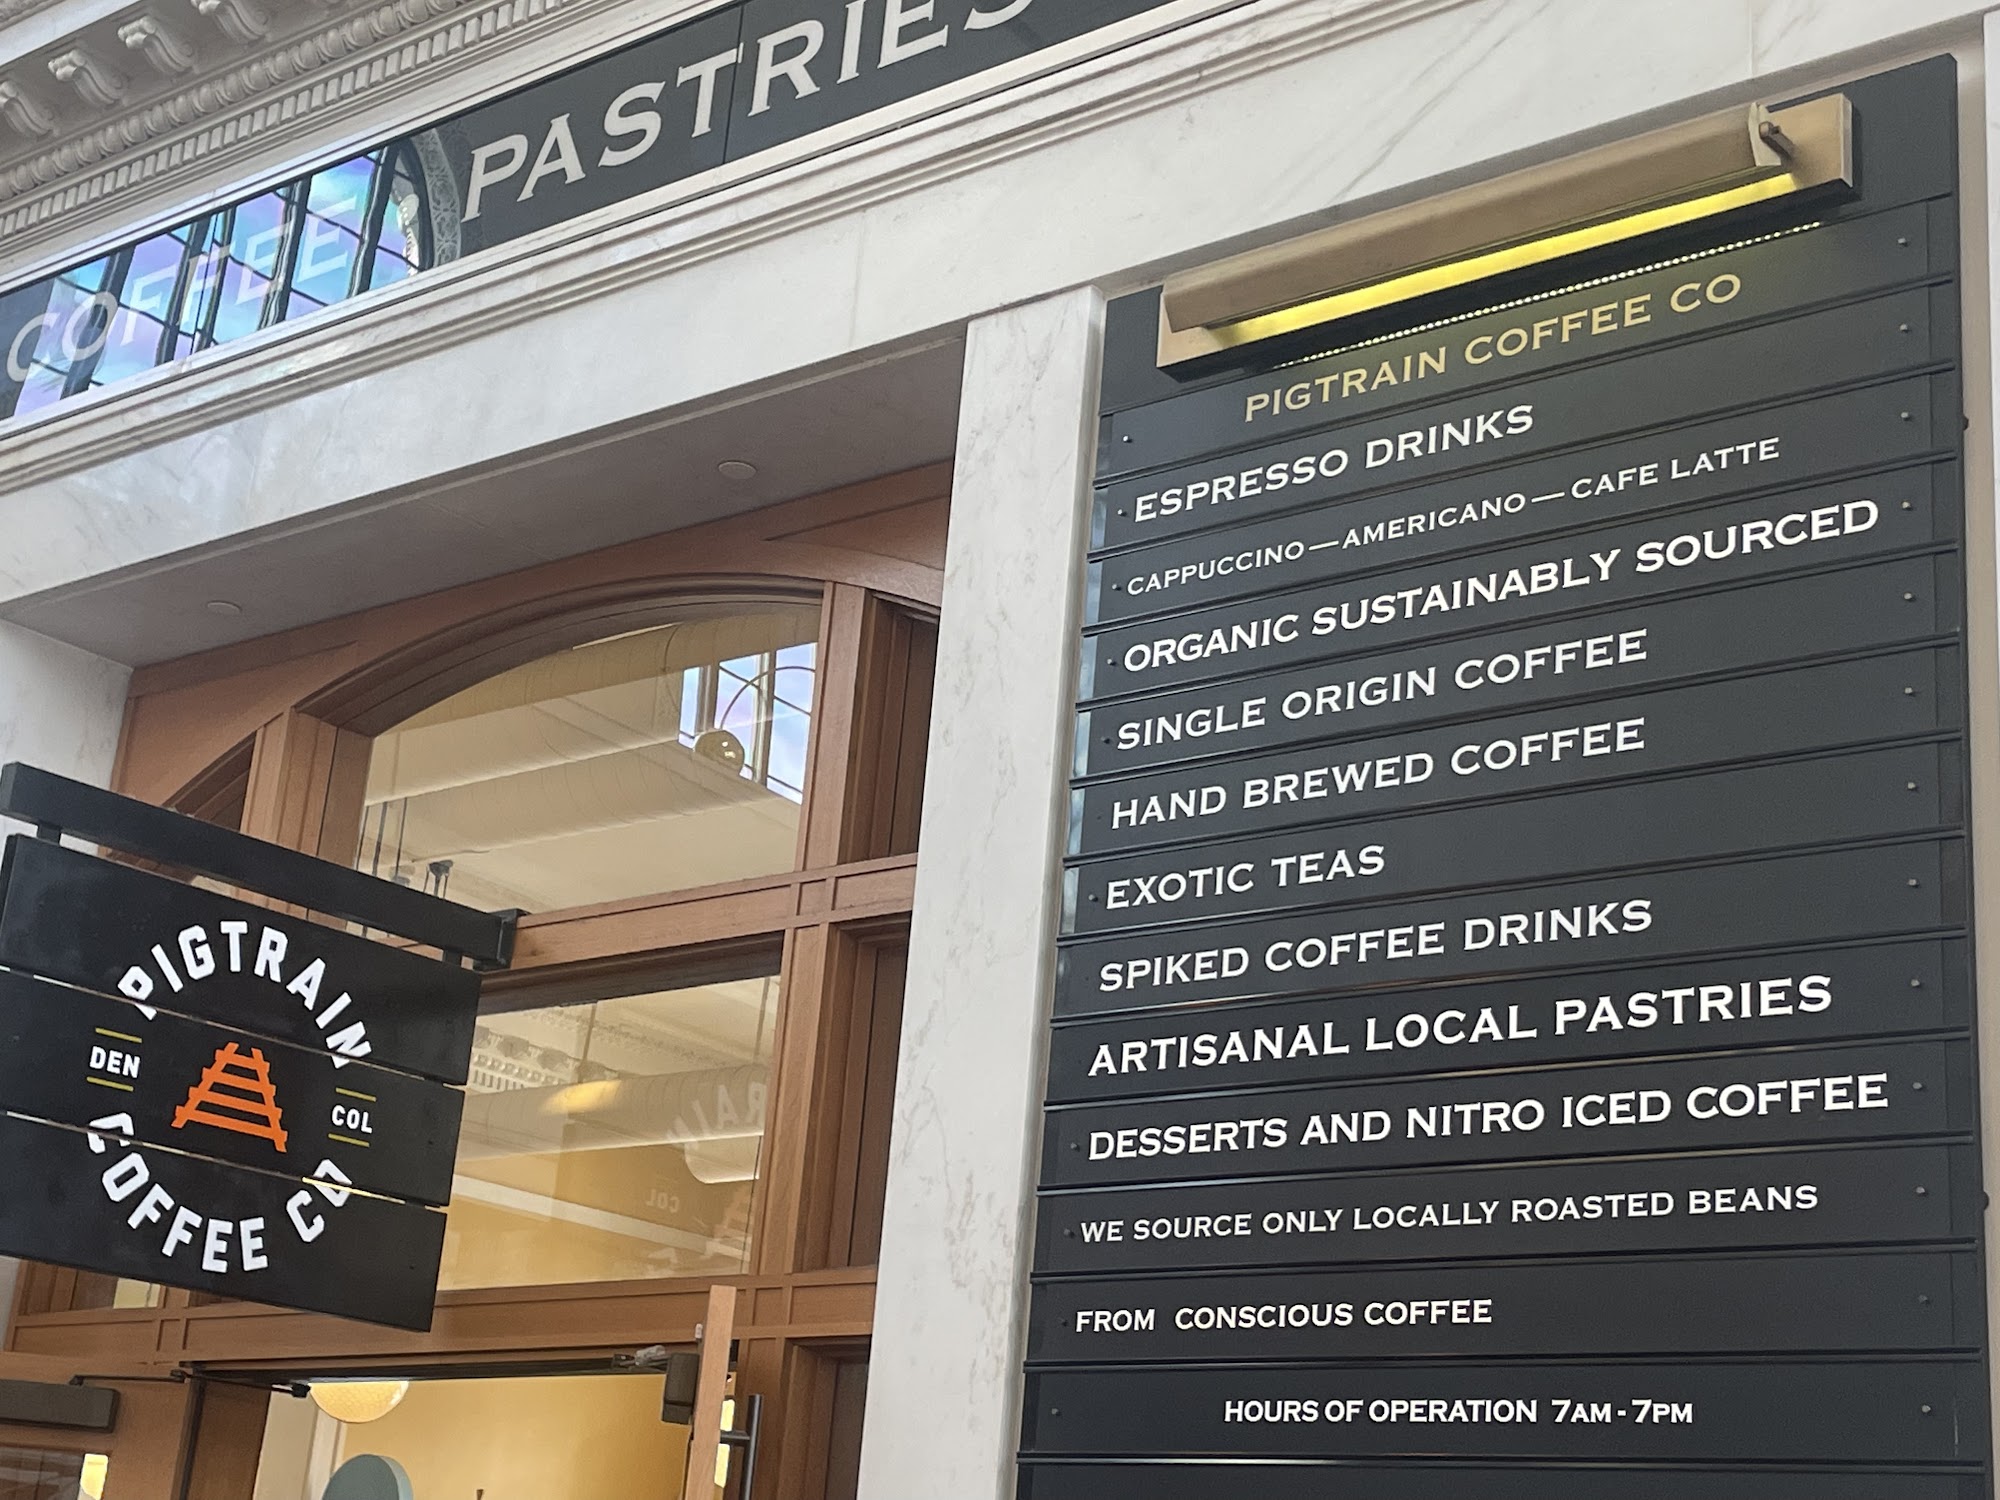 COFFEE PASTRIES
PIGTRAIN COFFEE CO
ESPRESSO DRINKS
CAPPUCCINO—AMERICANO—CAFE LATTE
ORGANIC SUSTAINABLY SOURCED
SINGLE ORIGIN COFFEE
HAND BREWED COFFEE
EXOTIC TEAS
SPIKED COFFEE DRINKS
ARTISANAL LOCAL PASTRIES
DESSERTS AND NITRO ICED COFFEE
WE SOURCE ONLY LOCALLY ROASTED BEANS
FROM CONSCIOUS COFFEE
HOURS OF OPERATION 7AM - 7PM
PIGTRAIN
DEN COL
COFFEE CO